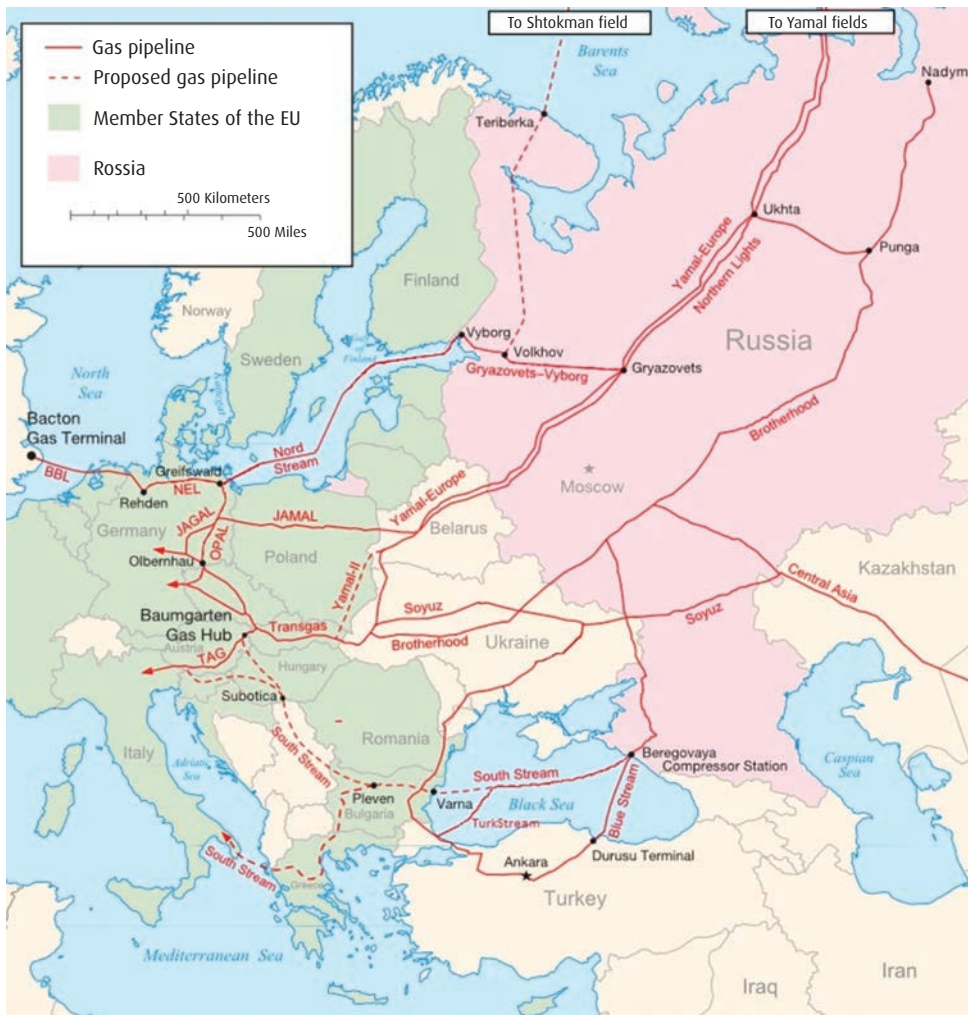 To Shtokman field
To Yamal fields
Gas pipeline
Proposed gas pipeline
Member States of the EU
Rossia
500 Kilometers
500 Miles
Barents
Sea
Nadym
Teriberka
Ukhta
Punga
Yamal-Europe
Northern Lights
Finland
Norway
Sweden
Vyborg
Volkhov
Gryazovets
Gryazovets–Vyborg
Russia
Gulf
of
Finland
North
Sea
Kattegat
Bacton
Gas Terminal
BBL
Greifswald
Nord
Stream
Brotherhood
Rehden
NEL
Moscow
JAGAL
OPAL
JAMAL
Yamal-Europe
Belarus
Germany
Olbernhau
Poland
Yamal-II
Kazakhstan
Central Asia
Baumgarten
Gas Hub
Transgas
Soyuz
Soyuz
Brotherhood
Ukraine
Austria
TAG
Hungary
Subotica
Romania
Italy
Adriatic
Sea
South Stream
Beregovaya
Compressor Station
Caspian
Sea
South Stream
Pleven
Bulgaria
Varna
Black Sea
TurkStream
Blue Stream
South Stream
Greece
Ankara
Durusu Terminal
Turkey
Mediterranean Sea
Iraq
Iran